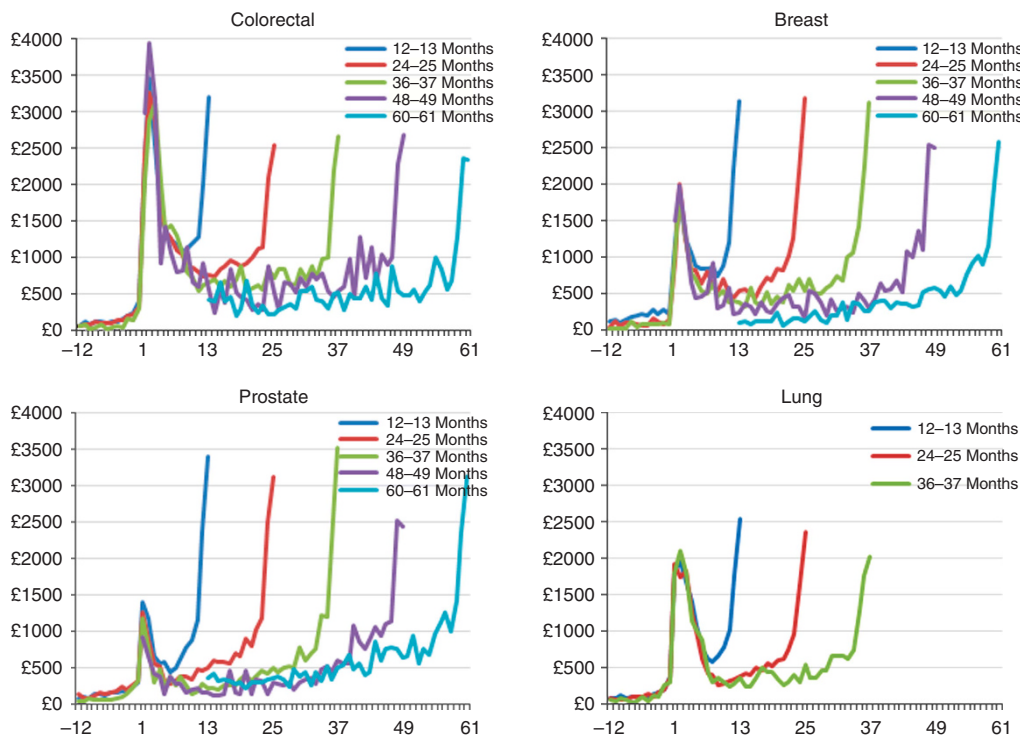 Colorectal
£4000
£3500
£3000
£2500
£2000
£1500
£1000
£500
£0
12–13 Months
24–25 Months
36–37 Months
48–49 Months
60–61 Months
–12 1 13 25 37 49 61
Breast
£4000
£3500
£3000
£2500
£2000
£1500
£1000
£500
£0
12–13 Months
24–25 Months
36–37 Months
48–49 Months
60–61 Months
–12 1 13 25 37 49 61
Prostate
£4000
£3500
£3000
£2500
£2000
£1500
£1000
£500
£0
12–13 Months
24–25 Months
36–37 Months
48–49 Months
60–61 Months
–12 1 13 25 37 49 61
Lung
£4000
£3500
£3000
£2500
£2000
£1500
£1000
£500
£0
12–13 Months
24–25 Months
36–37 Months
–12 1 13 25 37 49 61